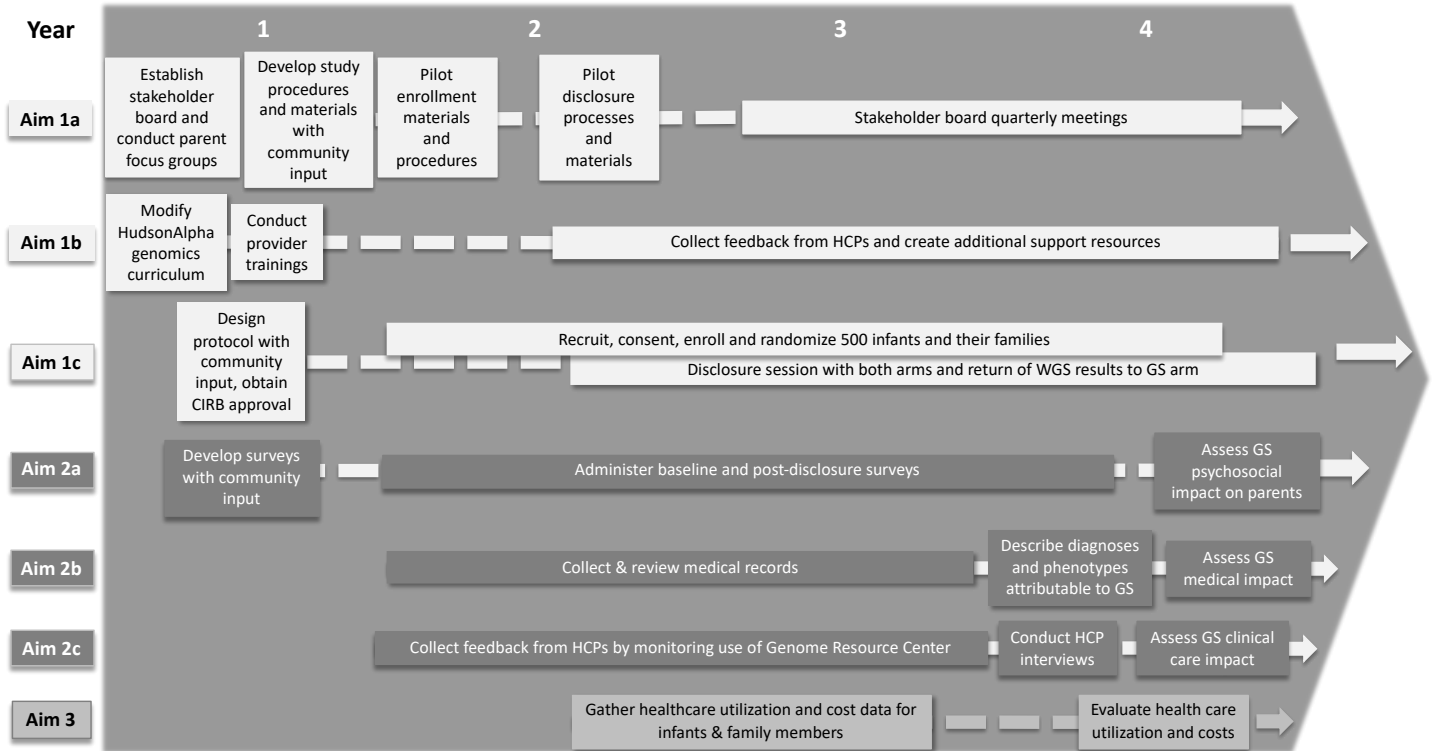 Year 1 2 3 4
Aim 1a
Establish
stakeholder
board and
conduct parent
focus groups
Develop study
procedures
and materials
with
community
input
Pilot
enrollment
materials
and
procedures
Pilot
disclosure
processes
and
materials
Stakeholder board quarterly meetings
Aim 1b
Modify
HudsonAlpha
genomics
curriculum
Conduct
provider
trainings
Collect feedback from HCPs and create additional support resources
Aim 1c
Design
protocol with
community
input, obtain
CIRB approval
Recruit, consent, enroll and randomize 500 infants and their families
Disclosure session with both arms and return of WGS results to GS arm
Aim 2a
Develop surveys
with community
input
Administer baseline and post-disclosure surveys
Assess GS
psychosocial
impact on parents
Aim 2b
Collect & review medical records
Describe diagnoses
and phenotypes
attributable to GS
Assess GS
medical impact
Aim 2c
Collect feedback from HCPs by monitoring use of Genome Resource Center
Conduct HCP
interviews
Assess GS clinical
care impact
Aim 3
Gather healthcare utilization and cost data for
infants & family members
Evaluate health care
utilization and costs